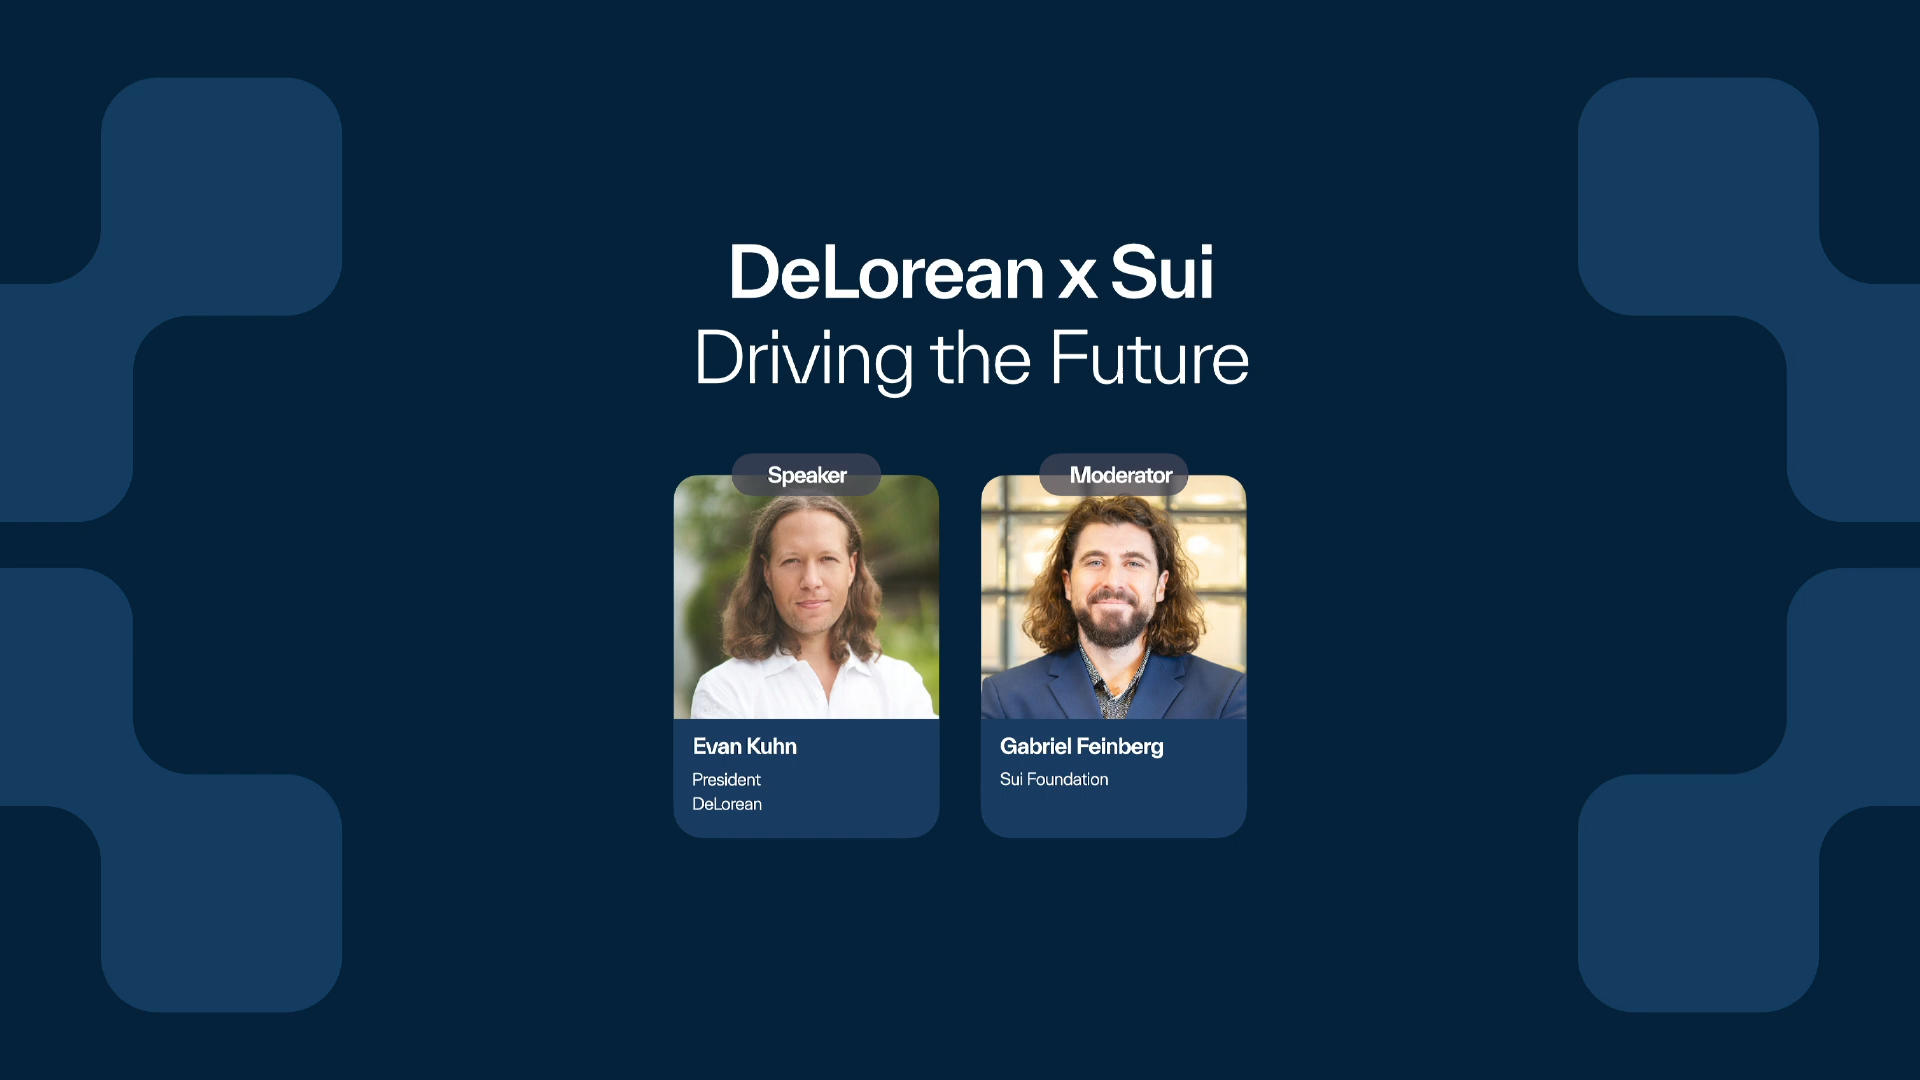 DeLorean x Sui
Driving the Future
Speaker
Evan Kuhn
President
DeLorean
Moderator
Gabriel Feinberg
Sui Foundation